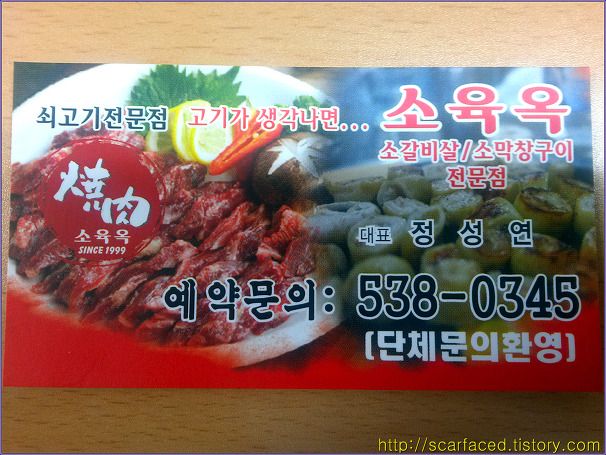 쇠고기전문점 고기가 생각나면... 소육옥
소갈비살/소막창구이
전문점
燒肉
소육옥
SINCE 1999
대표 정성연
예약문의: 538-0345
(단체문의환영)
http://scarfaced.tistory.com